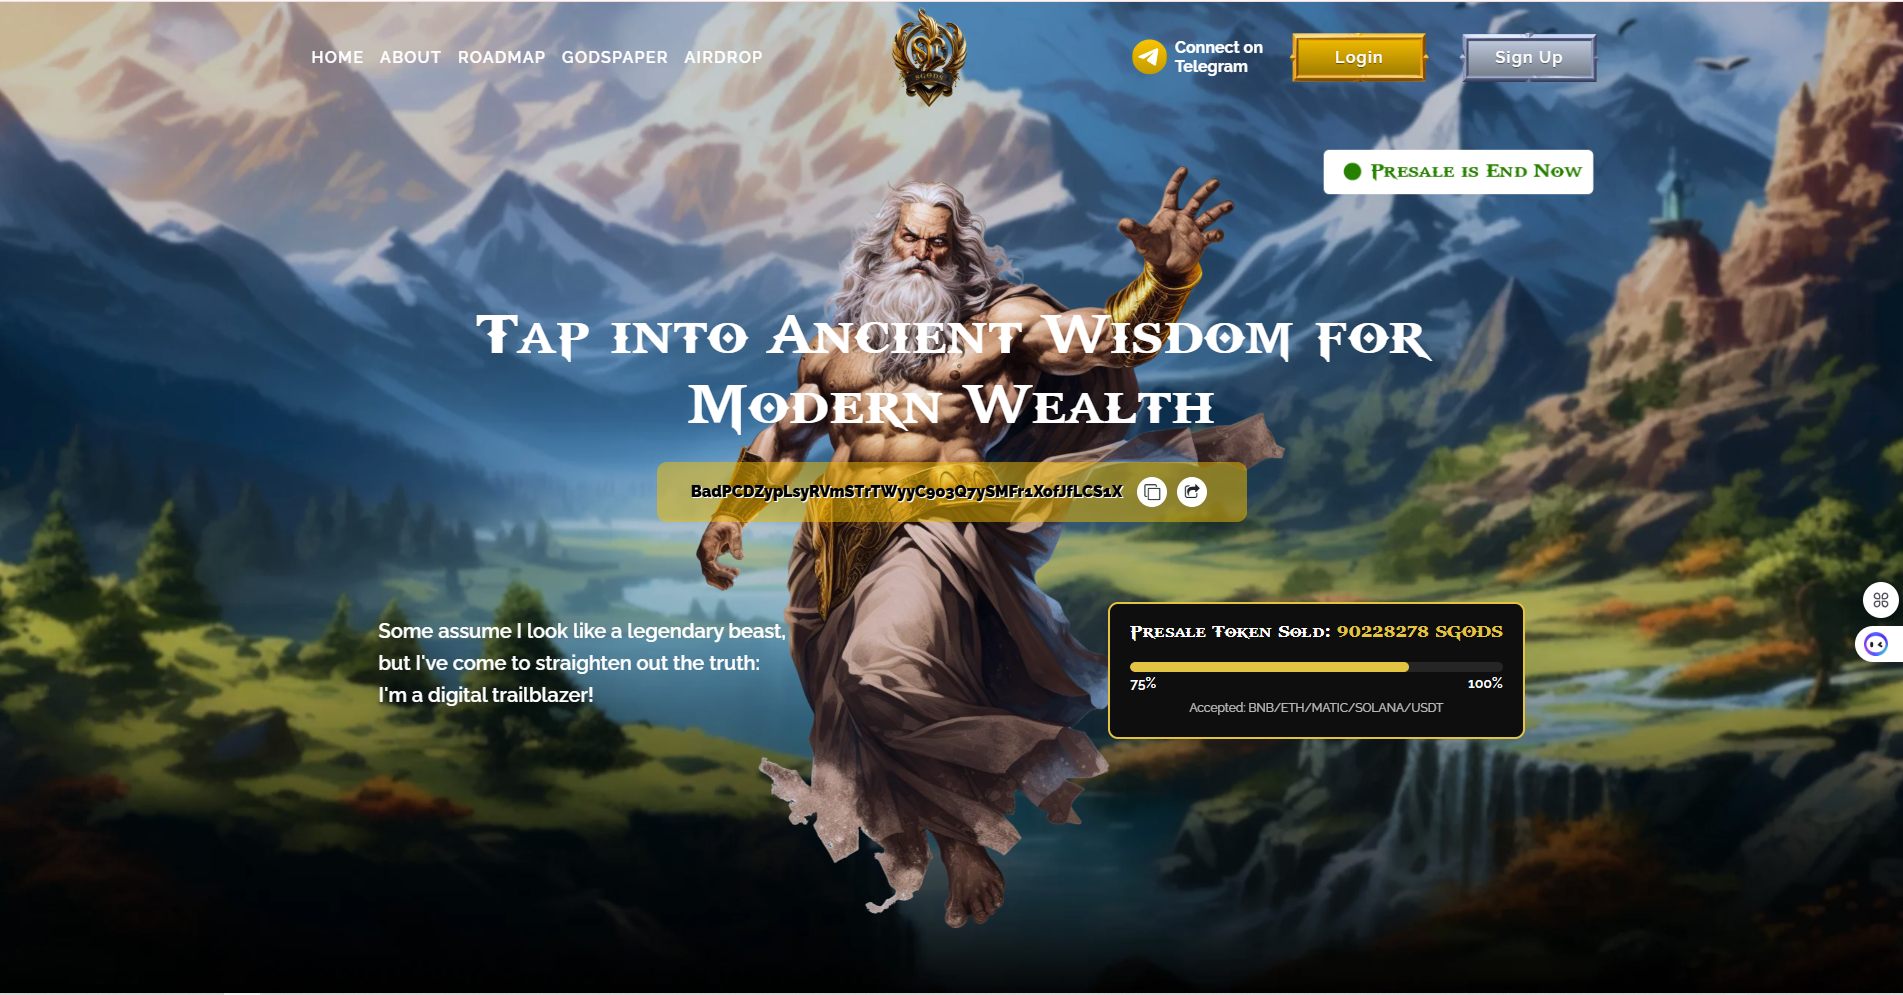 HOME ABOUT ROADMAP GODSPAPER AIRDROP
SGODS
Connect on
Telegram
Login
Sign Up
Presale is End Now
Tap into Ancient Wisdom for
Modern Wealth
BadPCDZypLsyRVmSTrTWyyC9o3Q7ySMFr1XofJfLCS1X
Some assume I look like a legendary beast,
but I've come to straighten out the truth:
I'm a digital trailblazer!
Presale Token Sold: 90228278 SGODS
75% 100%
Accepted: BNB/ETH/MATIC/SOLANA/USDT